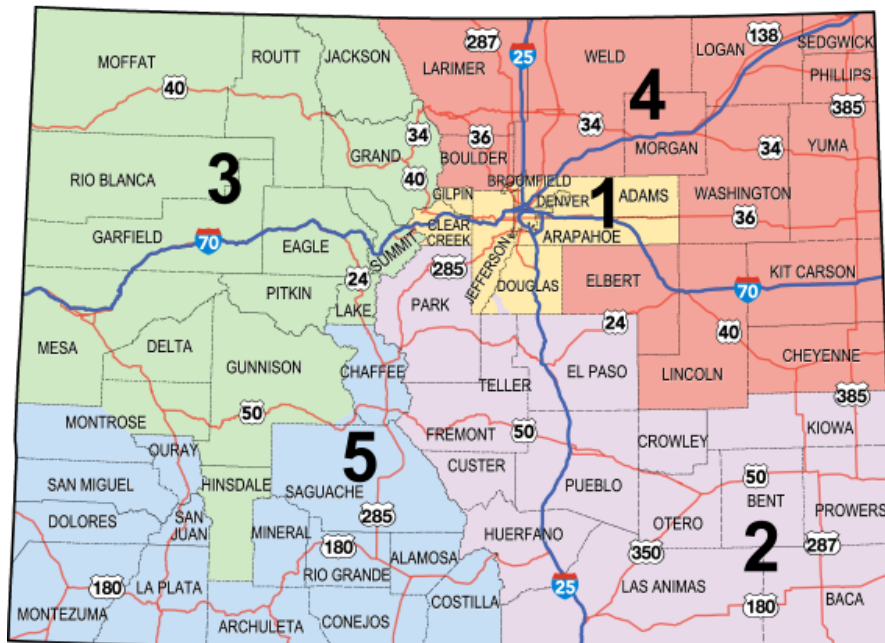 287
25
138
MOFFAT
ROUTT
JACKSON
LARIMER
WELD
LOGAN
SEDGWICK
PHILLIPS
40
4
385
34
36
34
34
GRAND
BOULDER
MORGAN
YUMA
RIO BLANCA
3
40
GILPIN
BROOMFIELD
DENVER
1
ADAMS
WASHINGTON
36
GARFIELD
70
EAGLE
SUMMIT
CLEAR
CREEK
ARAPAHOE
24
285
JEFFERSON
DOUGLAS
ELBERT
KIT CARSON
70
PITKIN
LAKE
PARK
24
40
MESA
DELTA
GUNNISON
CHAFFEE
TELLER
EL PASO
LINCOLN
CHEYENNE
385
MONTROSE
50
FREMONT
50
CROWLEY
KIOWA
OURAY
5
CUSTER
SAN MIGUEL
HINSDALE
SAGUACHE
PUEBLO
50
BENT
DOLORES
SAN
JUAN
MINERAL
285
HUERFANO
OTERO
2
PROWERS
180
ALAMOSA
350
287
RIO GRANDE
180
LA PLATA
COSTILLA
25
LAS ANIMAS
180
BACA
MONTEZUMA
ARCHULETA
CONEJOS